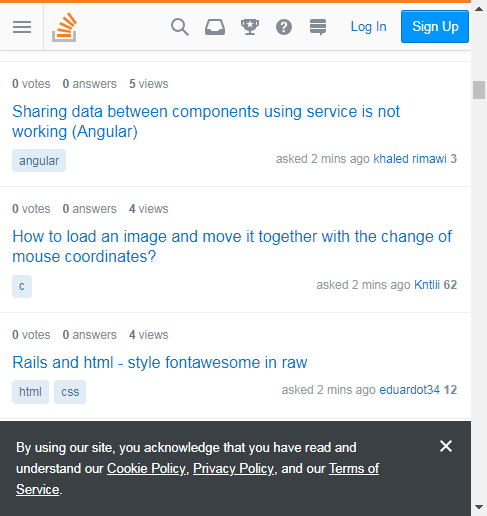 Log In
Sign Up
0 votes 0 answers 5 views
Sharing data between components using service is not
working (Angular)
angular
asked 2 mins ago khaled rimawi 3
0 votes 0 answers 4 views
How to load an image and move it together with the change of
mouse coordinates?
c
asked 2 mins ago Kntlii 62
0 votes 0 answers 4 views
Rails and html - style fontawesome in raw
html css
asked 2 mins ago eduardot34 12
By using our site, you acknowledge that you have read and
understand our Cookie Policy, Privacy Policy, and our Terms of
Service.